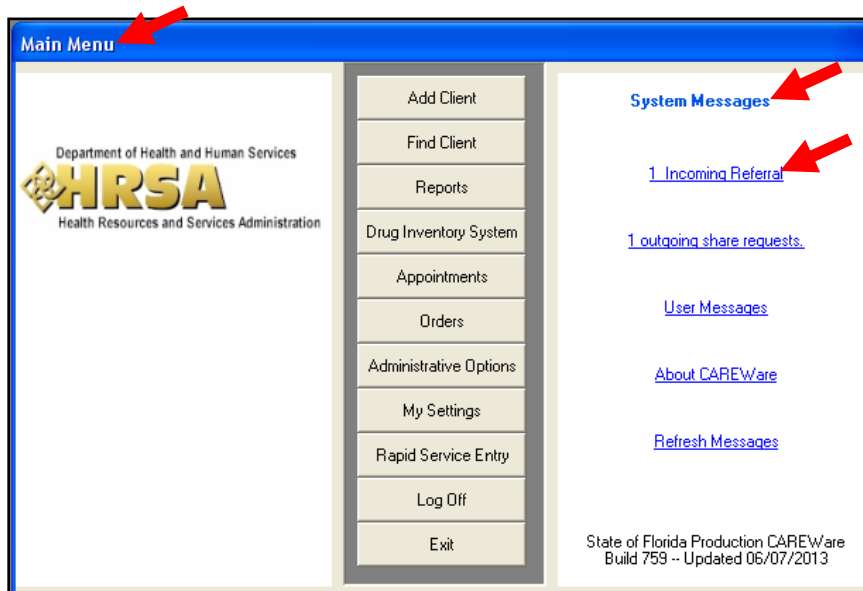 Main Menu
Department of Health and Human Services
HRSA
Health Resources and Services Administration
Add Client
Find Client
Reports
Drug Inventory System
Appointments
Orders
Administrative Options
My Settings
Rapid Service Entry
Log Off
Exit
System Messages
1 Incoming Referral
1 outgoing share requests.
User Messages
About CAREWare
Refresh Messages
State of Florida Production CAREWare
Build 759 -- Updated 06/07/2013